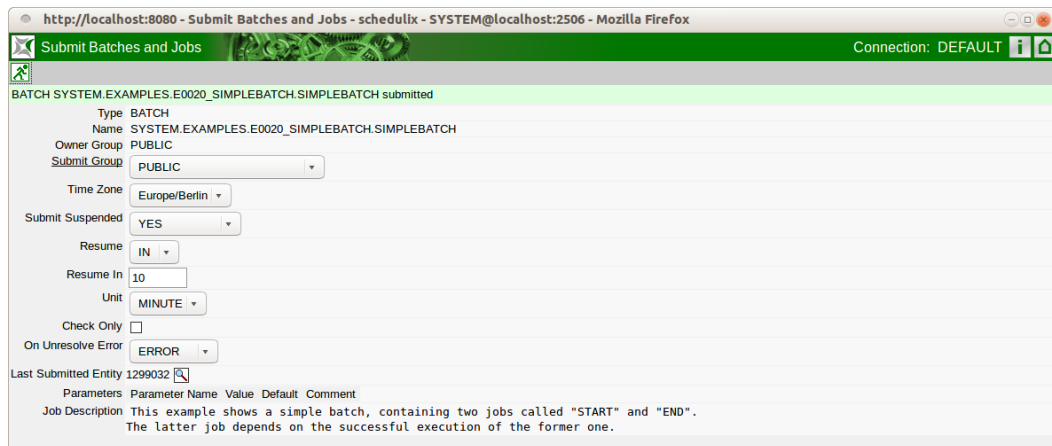 http://localhost:8080 - Submit Batches and Jobs - schedulix - SYSTEM@localhost:2506 - Mozilla Firefox
Submit Batches and Jobs Connection: DEFAULT
BATCH SYSTEM.EXAMPLES.E0020_SIMPLEBATCH.SIMPLEBATCH submitted
Type BATCH
Name SYSTEM.EXAMPLES.E0020_SIMPLEBATCH.SIMPLEBATCH
Owner Group PUBLIC
Submit Group PUBLIC
Time Zone Europe/Berlin
Submit Suspended YES
Resume IN
Resume In 10
Unit MINUTE
Check Only
On Unresolve Error ERROR
Last Submitted Entity 1299032
Parameters Parameter Name Value Default Comment
Job Description This example shows a simple batch, containing two jobs called "START" and "END".
The latter job depends on the successful execution of the former one.